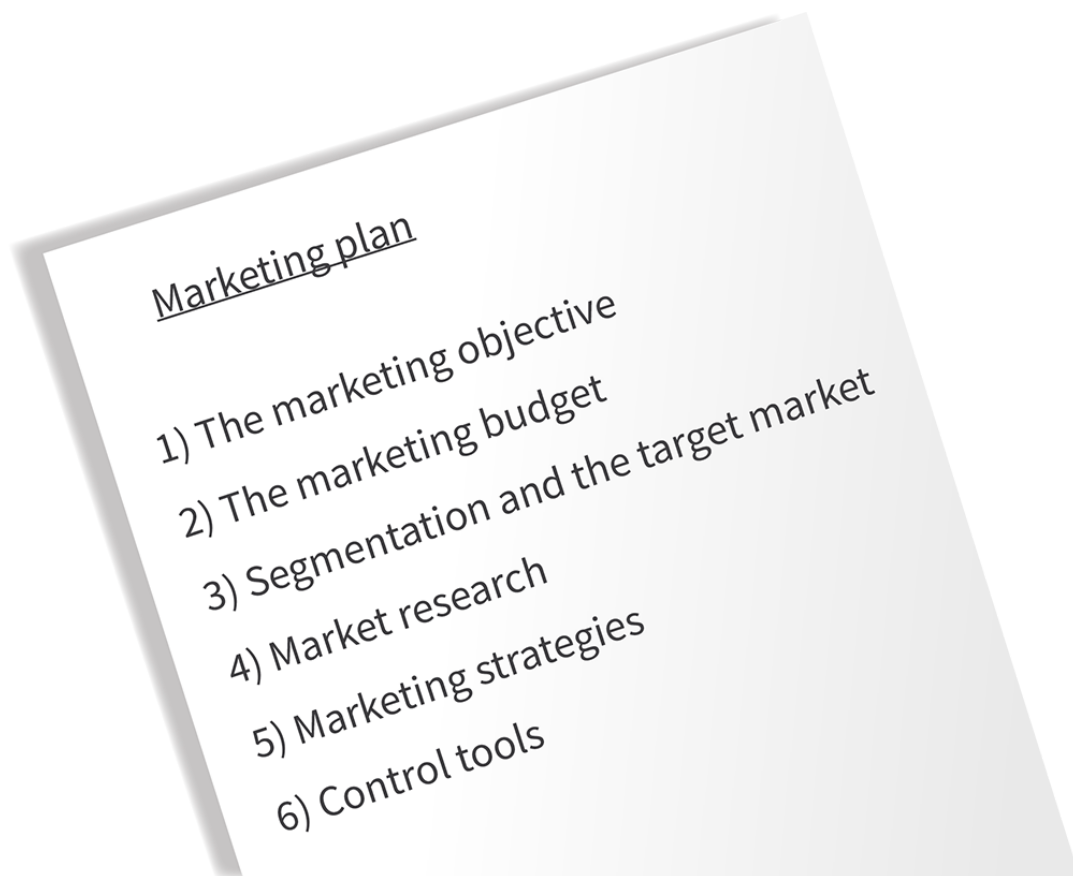 Marketing plan
1) The marketing objective
2) The marketing budget
3) Segmentation and the target market
4) Market research
5) Marketing strategies
6) Control tools